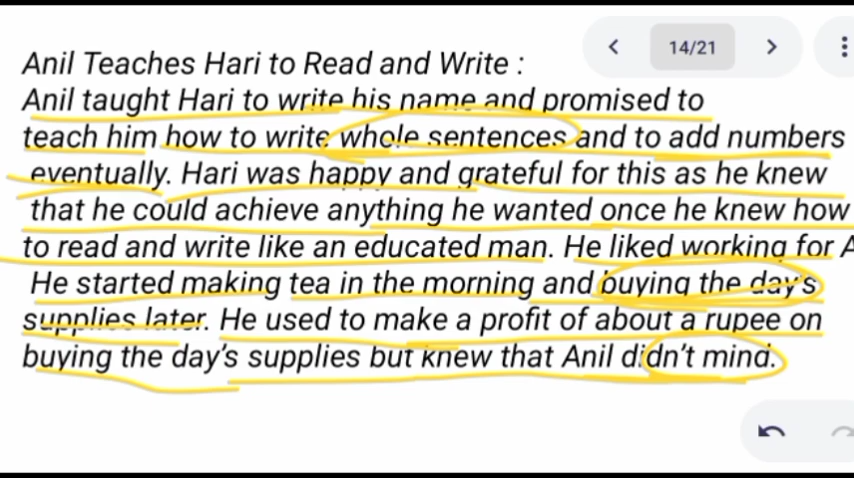 14/21
Anil Teaches Hari to Read and Write :
Anil taught Hari to write his name and promised to
teach him how to write whole sentences and to add numbers
eventually. Hari was happy and grateful for this as he knew
that he could achieve anything he wanted once he knew how
to read and write like an educated man. He liked working for A
He started making tea in the morning and buying the day's
supplies later. He used to make a profit of about a rupee on
buying the day's supplies but knew that Anil didn't mind.